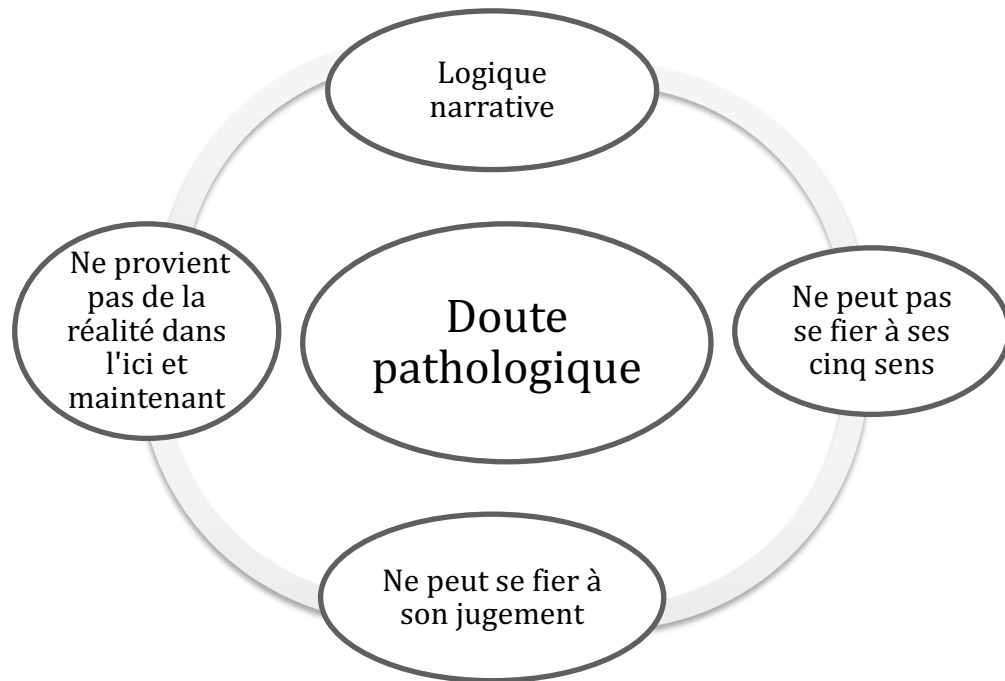 Logique
narrative
Ne provient
pas de la
réalité dans
l'ici et
maintenant
Doute
pathologique
Ne peut pas
se fier à ses
cinq sens
Ne peut se fier à
son jugement